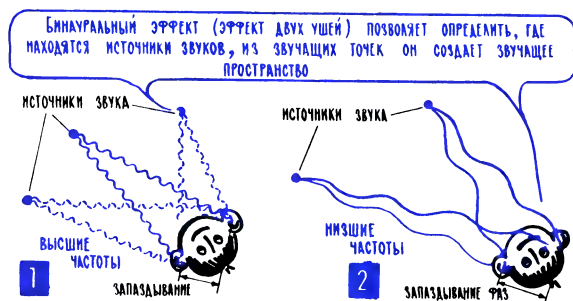 БИНАУРАЛЬНЫЙ ЭФФЕКТ (ЭФФЕКТ ДВУХ УШЕЙ) ПОЗВОЛЯЕТ ОПРЕДЕЛИТЬ, ГДЕ
НАХОДЯТСЯ ИСТОЧНИКИ ЗВУКОВ, ИЗ ЗВУЧАЩИХ ТОЧЕК ОН СОЗДАЕТ ЗВУЧАЩЕЕ
ПРОСТРАНСТВО
ИСТОЧНИКИ ЗВУКА
ВЫСШИЕ
ЧАСТОТЫ
1
ЗАПАЗДЫВАНИЕ
ИСТОЧНИКИ ЗВУКА
НИЗШИЕ
ЧАСТОТЫ
2
ЗАПАЗДЫВАНИЕ ФАЗ